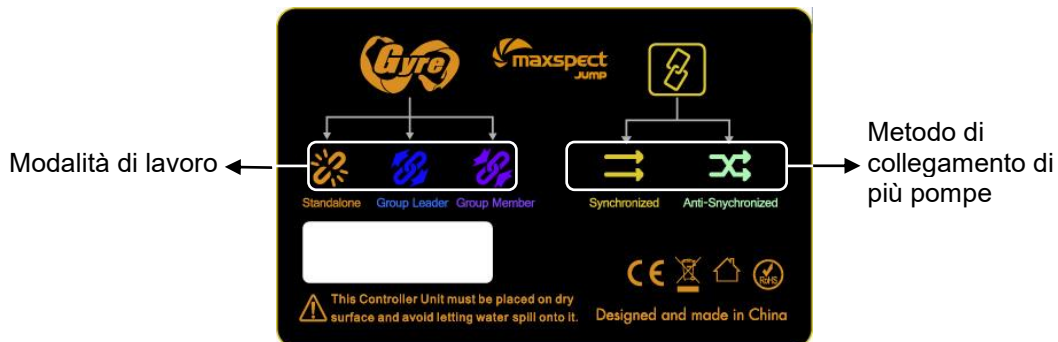 Gyre
maxspect
JUMP
Modalità di lavoro
Metodo di
collegamento di
più pompe
Standalone Group Leader Group Member
Synchronized Anti-Snychronized
CE
RoHS
This Controller Unit must be placed on dry
surface and avoid letting water spill onto it.
Designed and made in China